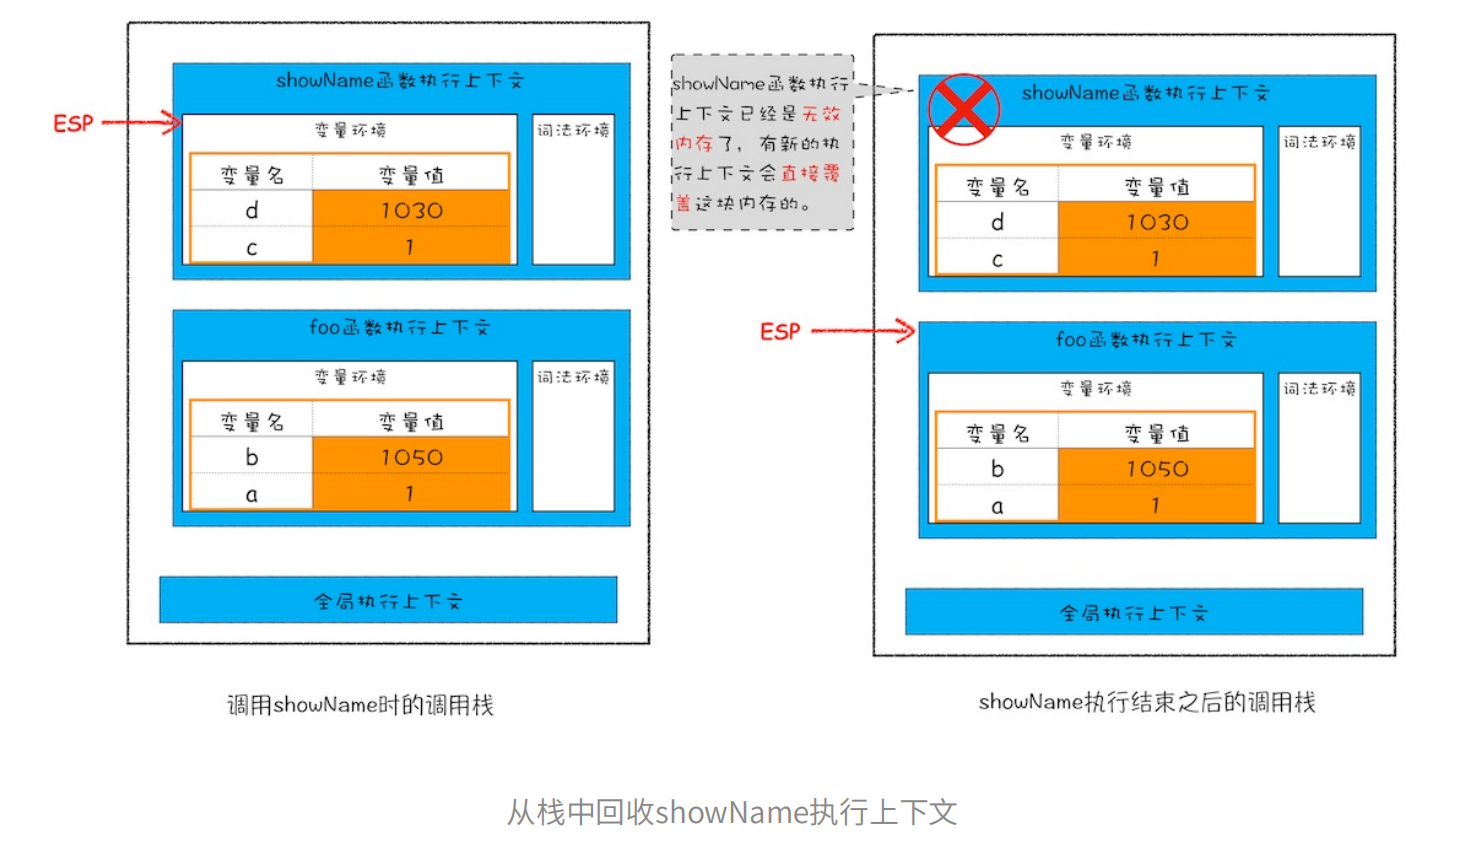 showName函数执行上下文
ESP
变量环境
词法环境
变量名 变量值
d 1030
c 1
foo函数执行上下文
变量环境
词法环境
变量名 变量值
b 1050
a 1
全局执行上下文
调用showName时的调用栈
showName函数执行
上下文已经是无效
内存了，有新的执
行上下文会直接覆
盖这块内存的。
showName函数执行上下文
变量环境
词法环境
变量名 变量值
d 1030
c 1
ESP
foo函数执行上下文
变量环境
词法环境
变量名 变量值
b 1050
a 1
全局执行上下文
showName执行结束之后的调用栈
从栈中回收showName执行上下文